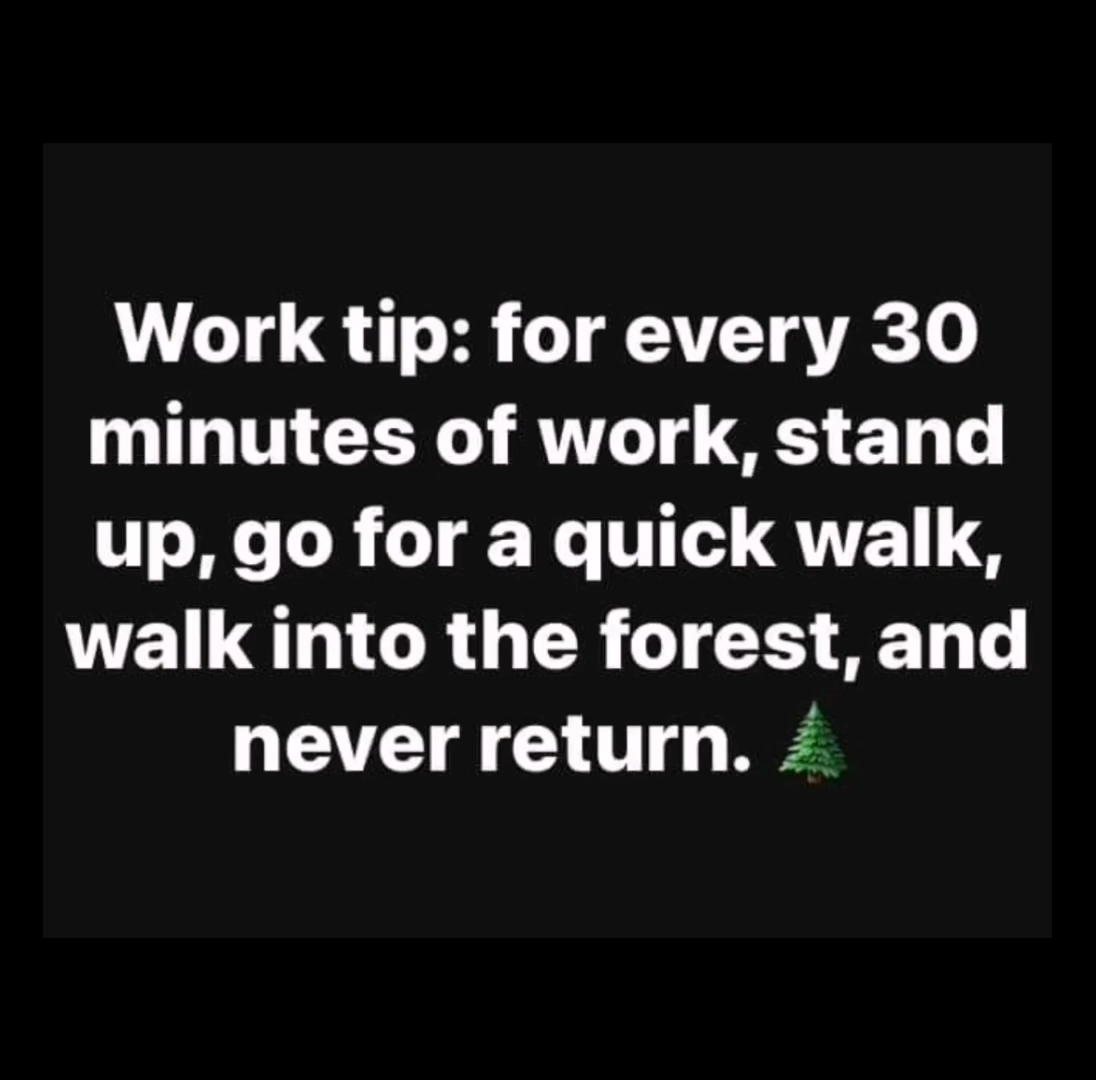 Work tip: for every 30
minutes of work, stand
up, go for a quick walk,
walk into the forest, and
never return. 🌲